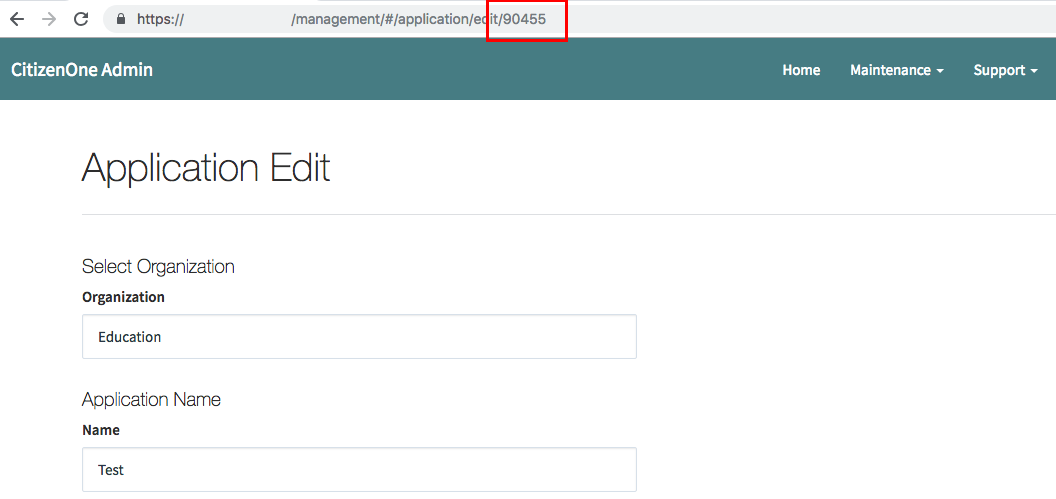 https:// /management/#/application/edit/90455
CitizenOne Admin Home Maintenance Support
Application Edit
Select Organization
Organization
Education
Application Name
Name
Test